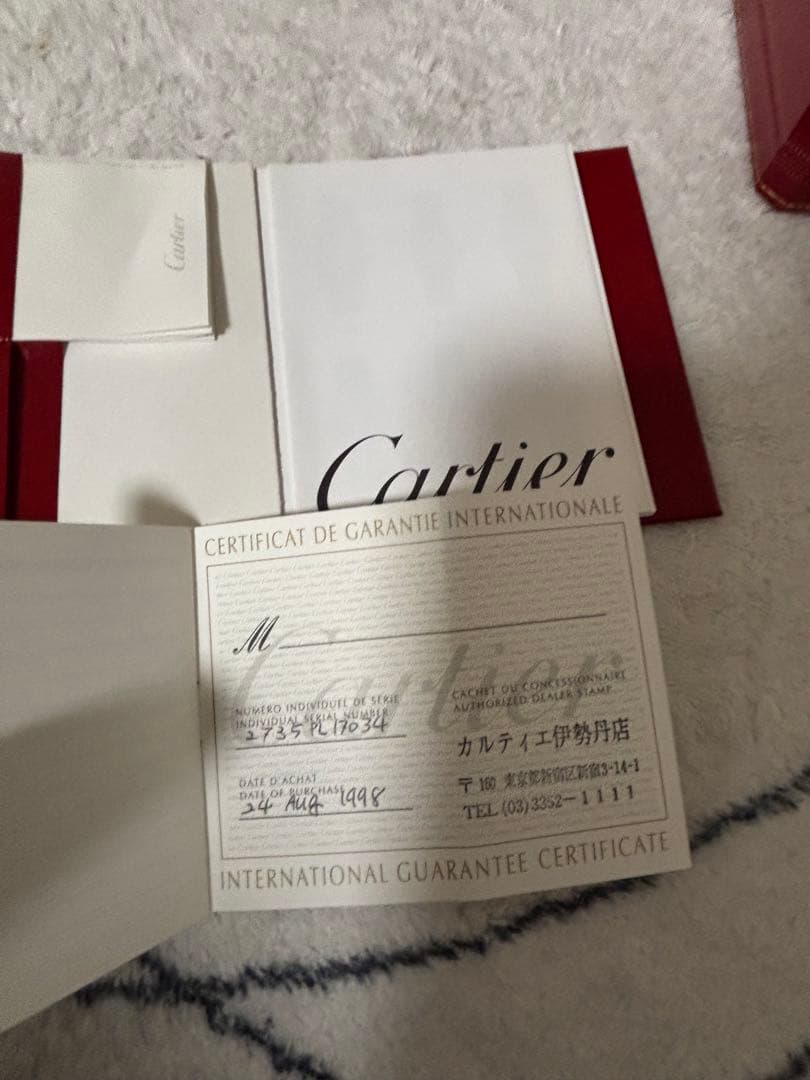 Cartier
Cartier
CERTIFICAT DE GARANTIE INTERNATIONALE
M
Cartier
NUMERO INDIVIDUEL DE SERIE
INDIVIDUAL SERIAL NUMBER
2735 PL17034
DATE D'ACHAT
DATE OF PURCHASE
24 AUG 1998
CACHET DU CONCESSIONNAIRE
AUTHORIZED DEALER STAMP
カルティエ伊勢丹店
〒160 東京都新宿区新宿3-14-1
TEL (03)3352-1111
INTERNATIONAL GUARANTEE CERTIFICATE